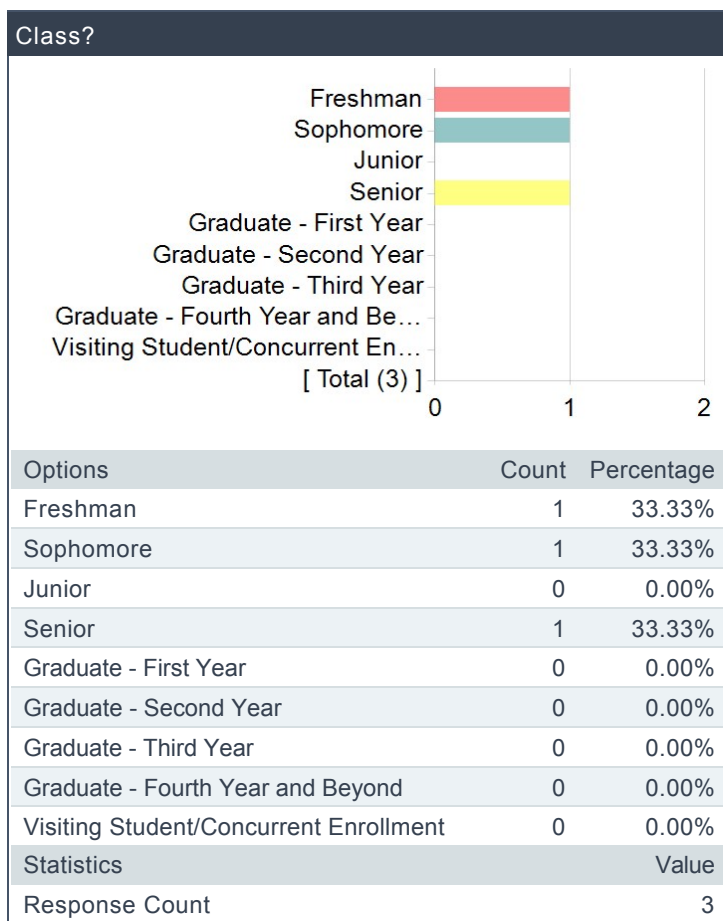 Class?
Freshman
Sophomore
Junior
Senior
Graduate - First Year
Graduate - Second Year
Graduate - Third Year
Graduate - Fourth Year and Be...
Visiting Student/Concurrent En...
[ Total (3) ]
0 1 2
Options Count Percentage
Freshman 1 33.33%
Sophomore 1 33.33%
Junior 0 0.00%
Senior 1 33.33%
Graduate - First Year 0 0.00%
Graduate - Second Year 0 0.00%
Graduate - Third Year 0 0.00%
Graduate - Fourth Year and Beyond 0 0.00%
Visiting Student/Concurrent Enrollment 0 0.00%
Statistics Value
Response Count 3